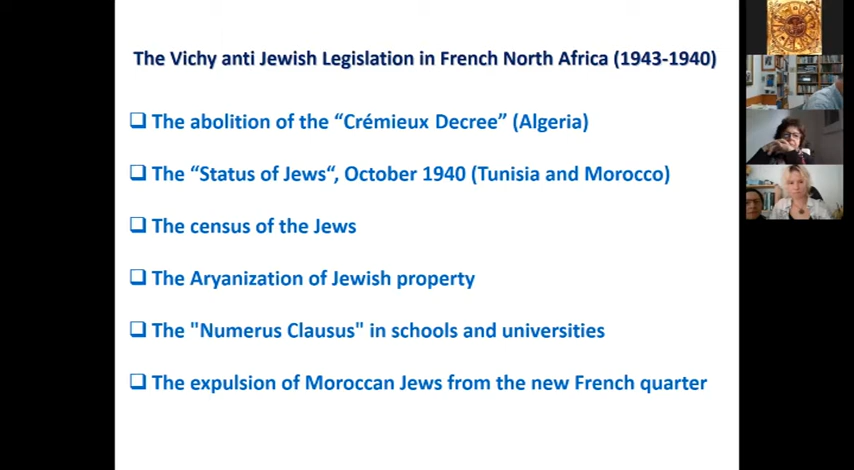 The Vichy anti Jewish Legislation in French North Africa (1943-1940)
The abolition of the “Crémieux Decree” (Algeria)
The “Status of Jews“, October 1940 (Tunisia and Morocco)
The census of the Jews
The Aryanization of Jewish property
The "Numerus Clausus" in schools and universities
The expulsion of Moroccan Jews from the new French quarter